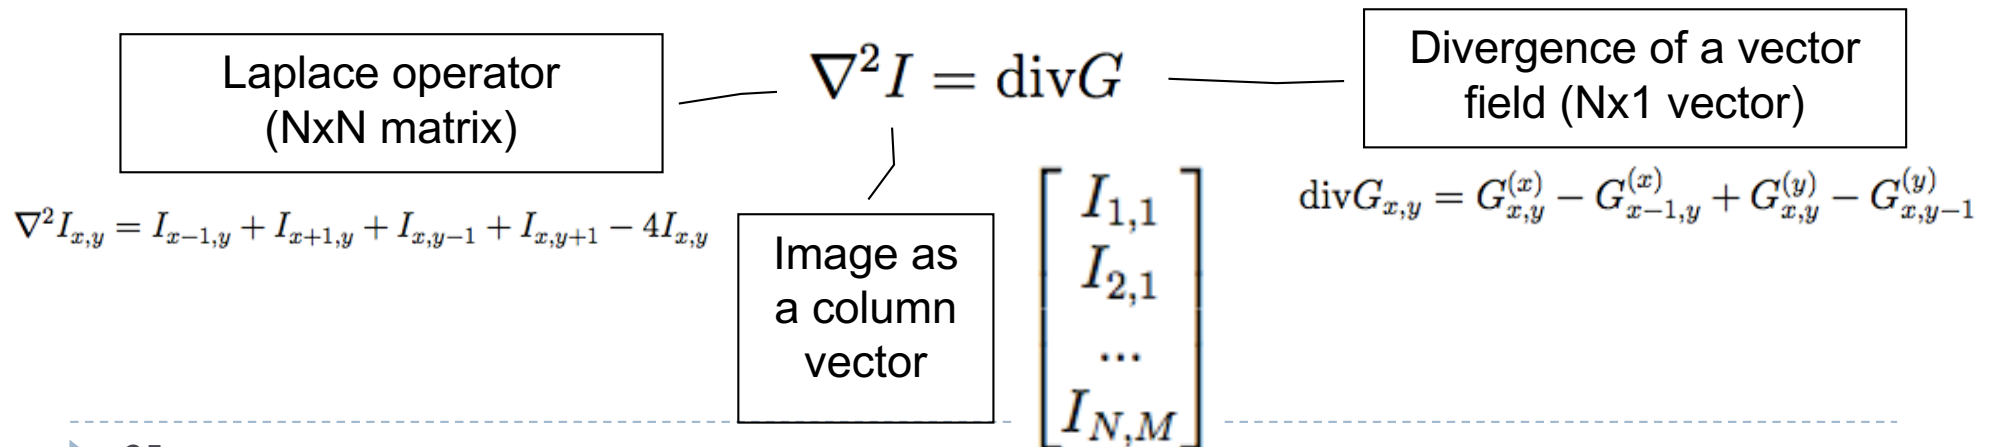 Laplace operator
(NxN matrix)
∇²I = divG
Divergence of a vector
field (Nx1 vector)
∇²I_{x,y} = I_{x−1,y} + I_{x+1,y} + I_{x,y−1} + I_{x,y+1} − 4I_{x,y}
Image as
a column
vector
I_{1,1}
I_{2,1}
...
I_{N,M}
divG_{x,y} = G^{(x)}_{x,y} − G^{(x)}_{x−1,y} + G^{(y)}_{x,y} − G^{(y)}_{x,y−1}